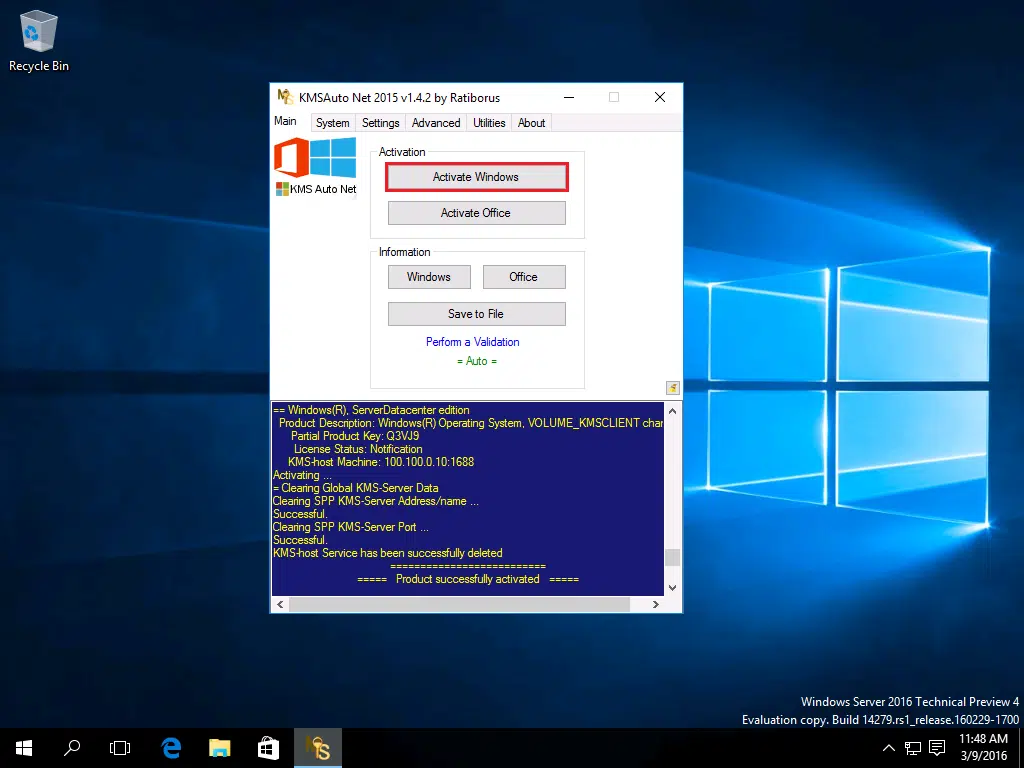 Recycle Bin
KMSAuto Net 2015 v1.4.2 by Ratiborus
Main System Settings Advanced Utilities About
KMS Auto Net
Activation
Activate Windows
Activate Office
Information
Windows Office
Save to File
Perform a Validation
= Auto =
== Windows(R), ServerDatacenter edition
Product Description: Windows(R) Operating System, VOLUME_KMSCLIENT chan
Partial Product Key: Q3VJ9
License Status: Notification
KMS-host Machine: 100.100.0.10:1688
Activating ...
= Clearing Global KMS-Server Data
Clearing SPP KMS-Server Address/name ...
Successful.
Clearing SPP KMS-Server Port ...
Successful.
KMS-host Service has been successfully deleted
==========================
===== Product successfully activated =====
Windows Server 2016 Technical Preview 4
Evaluation copy. Build 14279.rs1_release.160229-1700
11:48 AM
3/9/2016